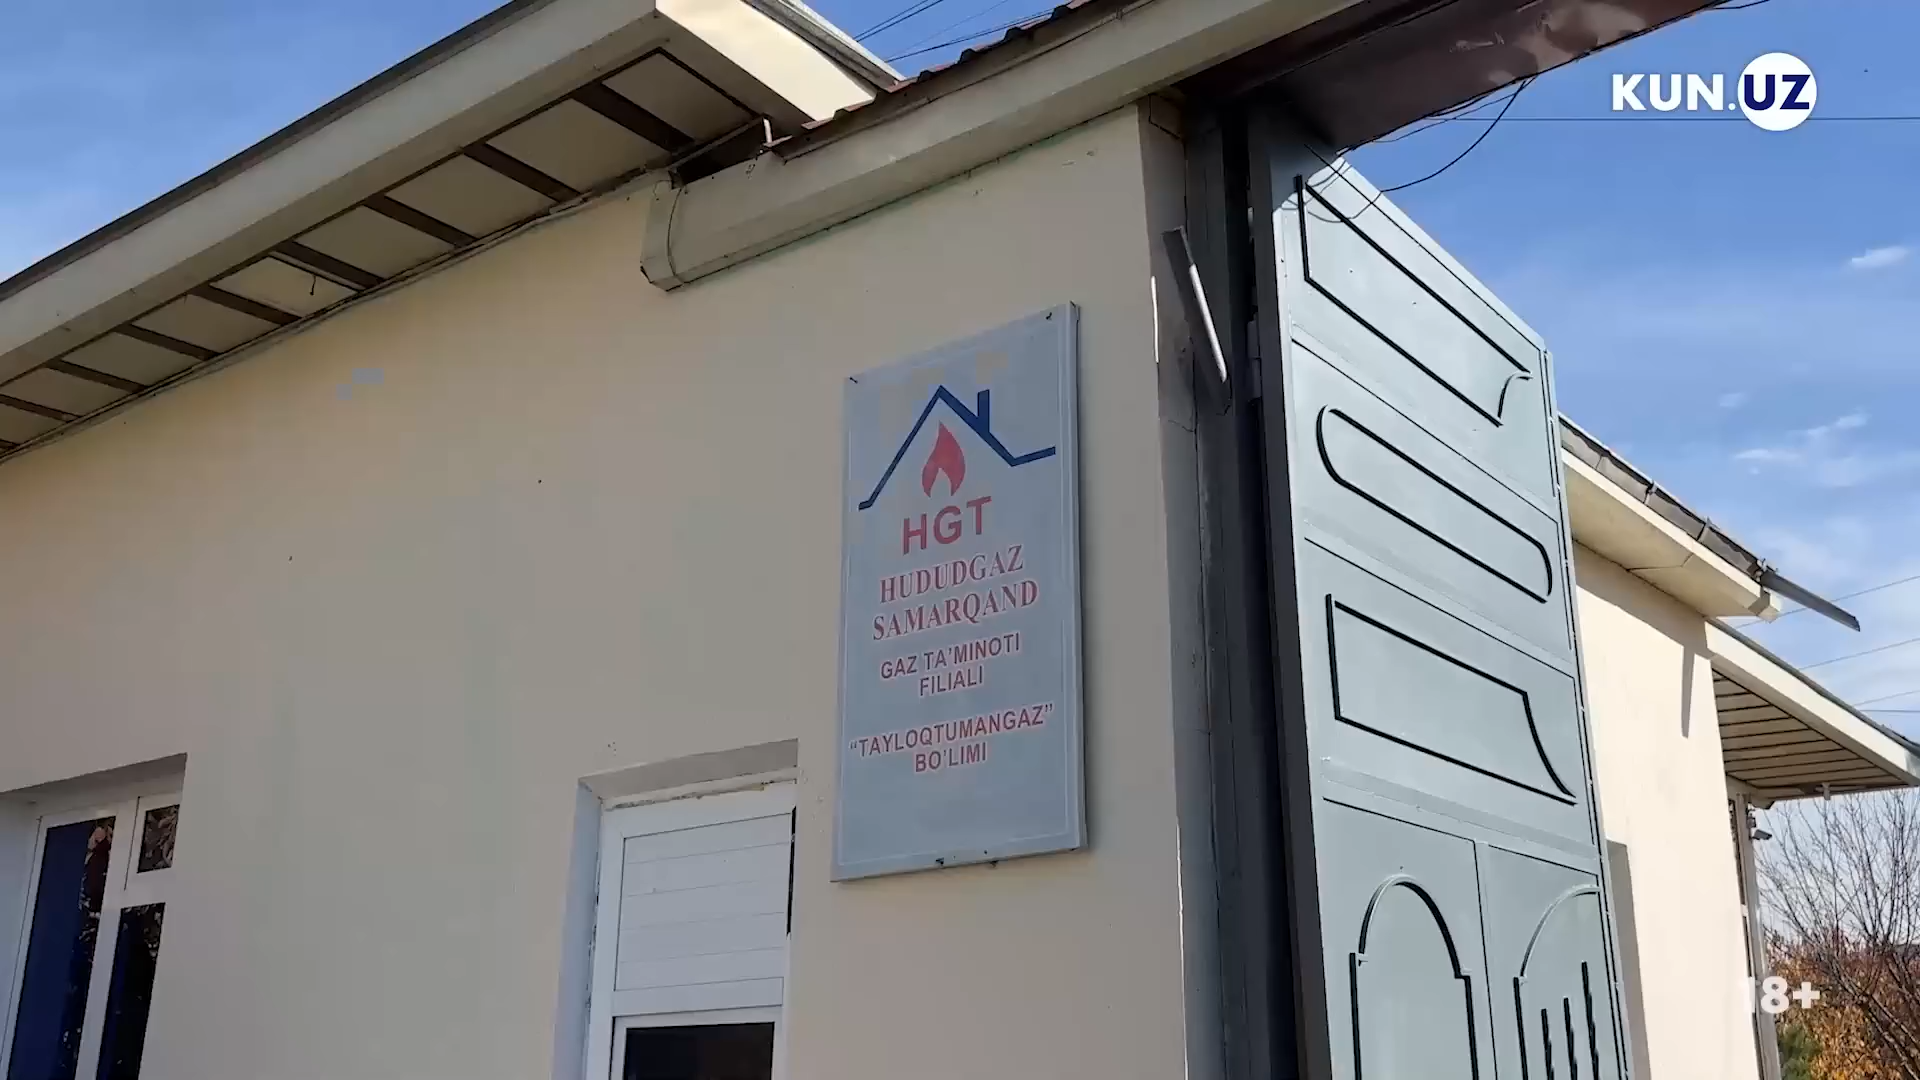 KUN.UZ
HGT
HUDUDGAZ
SAMARQAND
GAZ TA'MINOTI
FILIALI
“TAYLOQTUMANGAZ”
BO'LIMI
18+